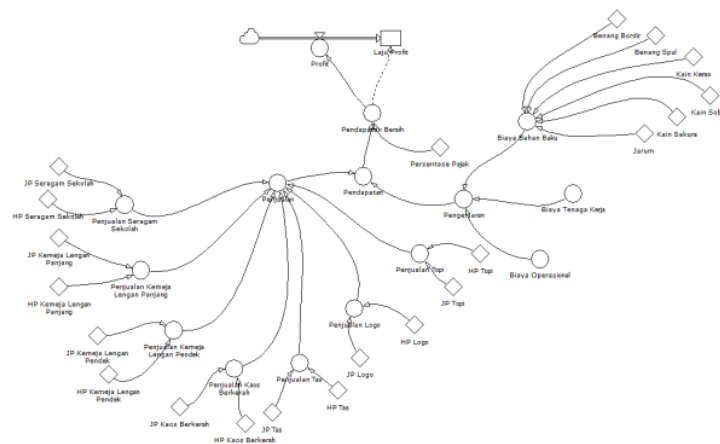 Benang Bordir
Benang Spul
Kain Keras
Kain Sakura
Jarum
Biaya Bahan Baku
Profit
Laju Profit
Pendapatan Bersih
Persentase Pajak
Pendapatan
Pengeluaran
Biaya Tenaga Kerja
Biaya Operasional
JP Seragam Sekolah
HP Seragam Sekolah
Penjualan Seragam
Sekolah
Penjualan
JP Kemeja Lengan
Panjang
HP Kemeja Lengan
Panjang
Penjualan Kemeja
Lengan Panjang
Penjualan Topi
HP Topi
JP Topi
JP Kemeja Lengan
Pendek
HP Kemeja Lengan
Pendek
Penjualan Kemeja
Lengan Pendek
Penjualan Logo
HP Logo
JP Logo
Penjualan Kaos
Berkerah
JP Kaos Berkerah
HP Kaos Berkerah
Penjualan Tas
JP Tas
HP Tas